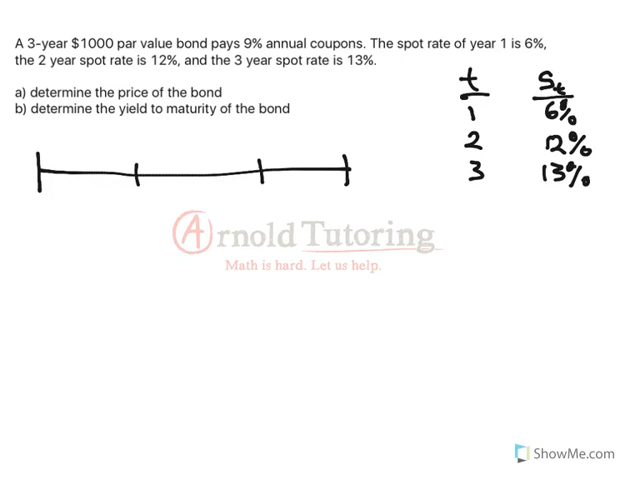 A 3-year $1000 par value bond pays 9% annual coupons. The spot rate of year 1 is 6%,
the 2 year spot rate is 12%, and the 3 year spot rate is 13%.
a) determine the price of the bond
b) determine the yield to maturity of the bond
t St
1 6%
2 12%
3 13%
Arnold Tutoring
Math is hard. Let us help.
ShowMe.com